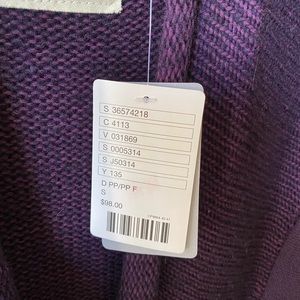 S 36574218
C 4113
V 031869
S 0005314
S J50314
Y 135
D PP/PP F
S
$98.00